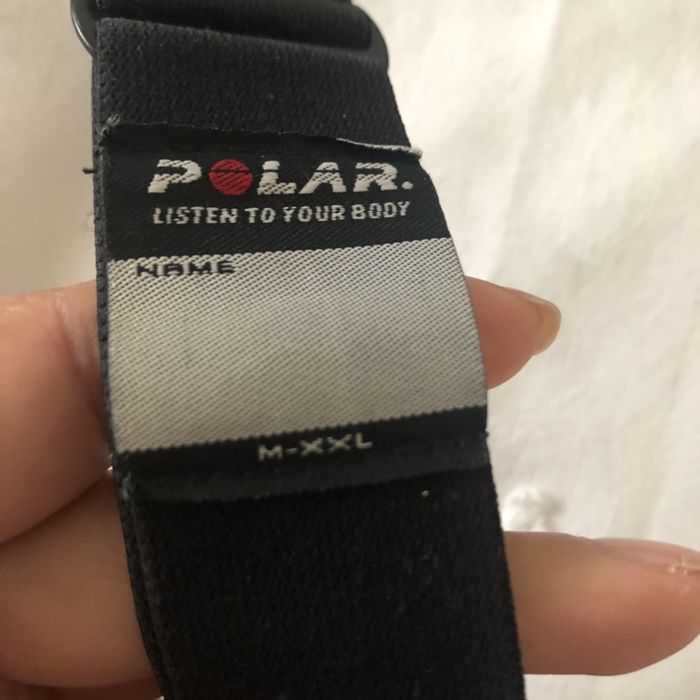 POLAR.
LISTEN TO YOUR BODY
NAME
M-XXL